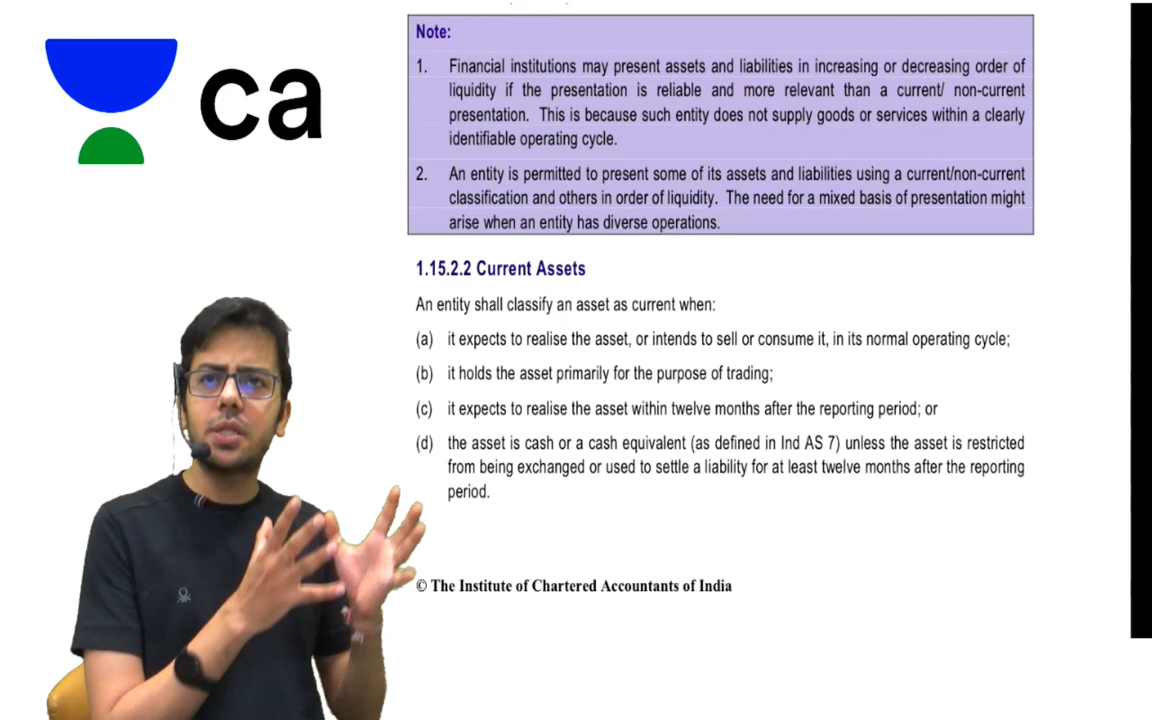 ca
Note:
1. Financial institutions may present assets and liabilities in increasing or decreasing order of
liquidity if the presentation is reliable and more relevant than a current/ non-current
presentation. This is because such entity does not supply goods or services within a clearly
identifiable operating cycle.
2. An entity is permitted to present some of its assets and liabilities using a current/non-current
classification and others in order of liquidity. The need for a mixed basis of presentation might
arise when an entity has diverse operations.
1.15.2.2 Current Assets
An entity shall classify an asset as current when:
(a) it expects to realise the asset, or intends to sell or consume it, in its normal operating cycle;
(b) it holds the asset primarily for the purpose of trading;
(c) it expects to realise the asset within twelve months after the reporting period; or
(d) the asset is cash or a cash equivalent (as defined in Ind AS 7) unless the asset is restricted
from being exchanged or used to settle a liability for at least twelve months after the reporting
period.
© The Institute of Chartered Accountants of India